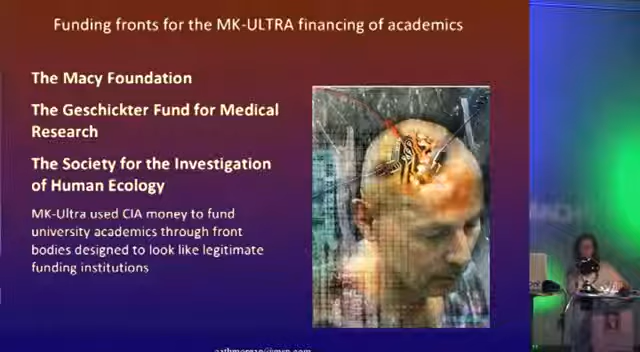 Funding fronts for the MK-ULTRA financing of academics
The Macy Foundation
The Geschickter Fund for Medical
Research
The Society for the Investigation
of Human Ecology
MK-Ultra used CIA money to fund
university academics through front
bodies designed to look like legitimate
funding institutions